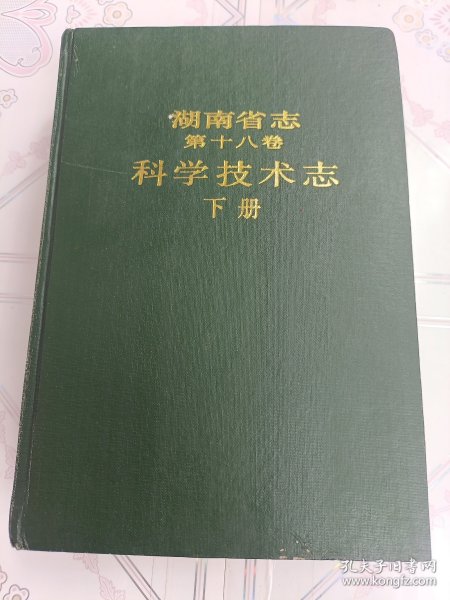 湖南省志
第十八卷
科学技术志
下册
孔夫子旧书网
www.kongfz.com